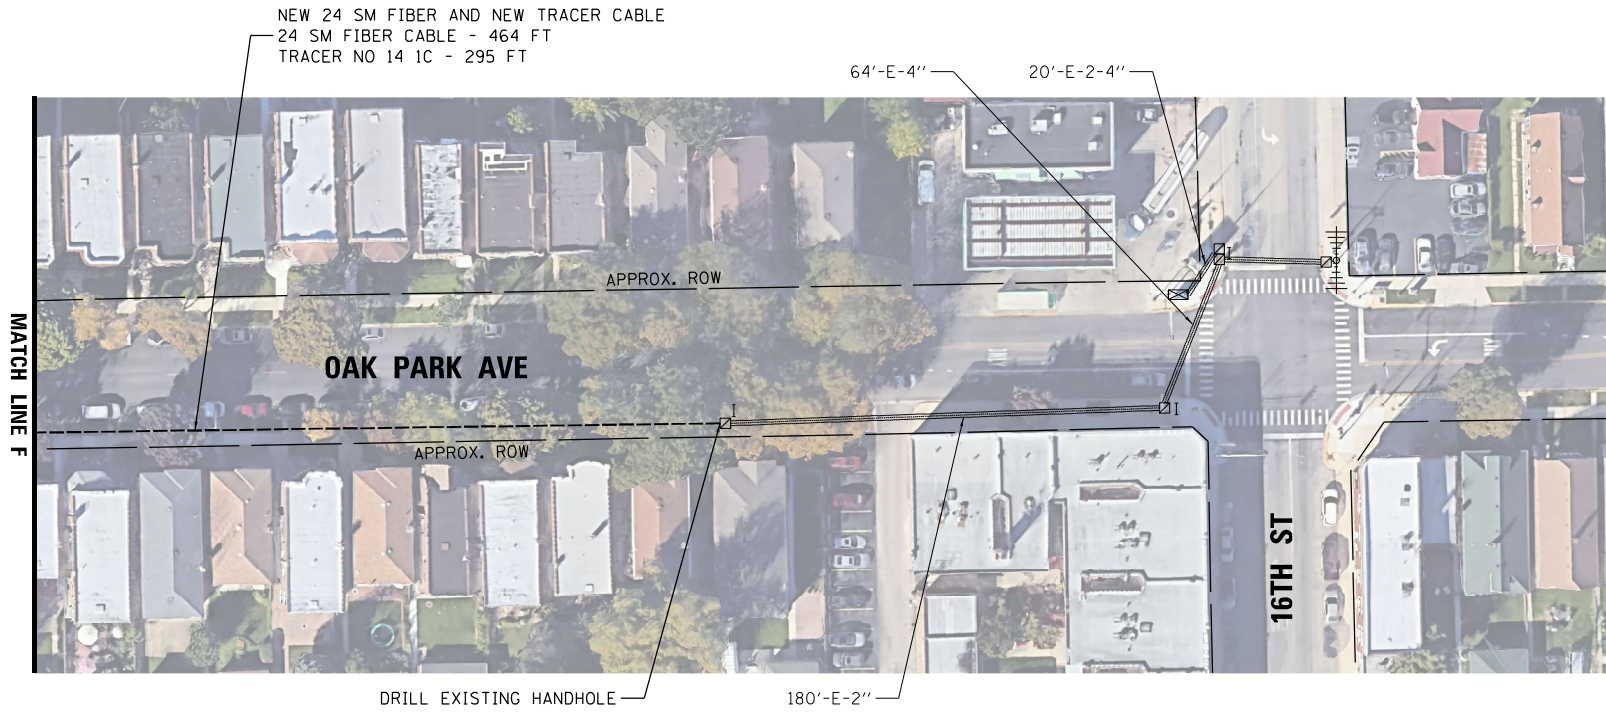 NEW 24 SM FIBER AND NEW TRACER CABLE
24 SM FIBER CABLE - 464 FT
TRACER NO 14 1C - 295 FT
64'-E-4''
20'-E-2-4''
APPROX. ROW
I
MATCH LINE F
OAK PARK AVE
I
I
APPROX. ROW
16TH ST
DRILL EXISTING HANDHOLE
180'-E-2''